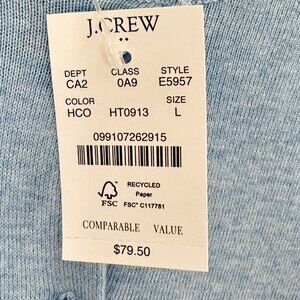 J.CREW
DEPT CLASS STYLE
CA2 0A9 E5957
COLOR SIZE
HCO HT0913 L
099107262915
RECYCLED
Paper
FSC FSC® C117781
COMPARABLE VALUE
$79.50